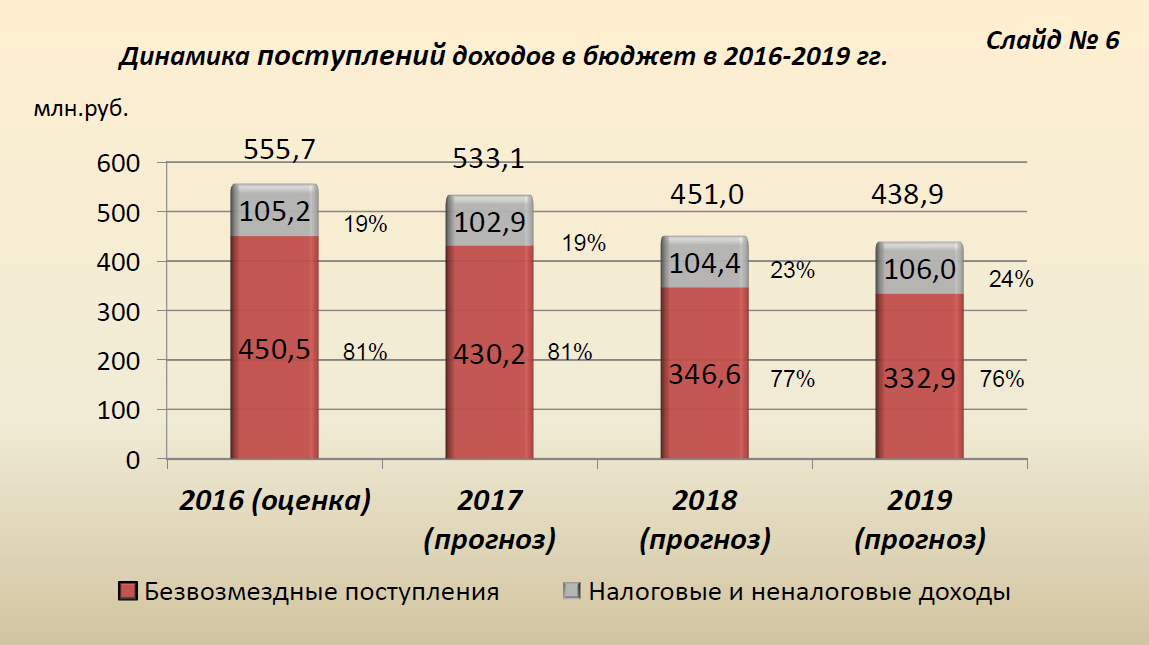 Слайд № 6
Динамика поступлений доходов в бюджет в 2016-2019 гг.
млн.руб.
555,7 533,1 451,0 438,9
600
500
400
300
200
100
0
105,2 19% 102,9 19% 104,4 23% 106,0 24%
450,5 81% 430,2 81% 346,6 77% 332,9 76%
2016 (оценка) 2017 2018 2019
(прогноз) (прогноз) (прогноз)
Безвозмездные поступления Налоговые и неналоговые доходы